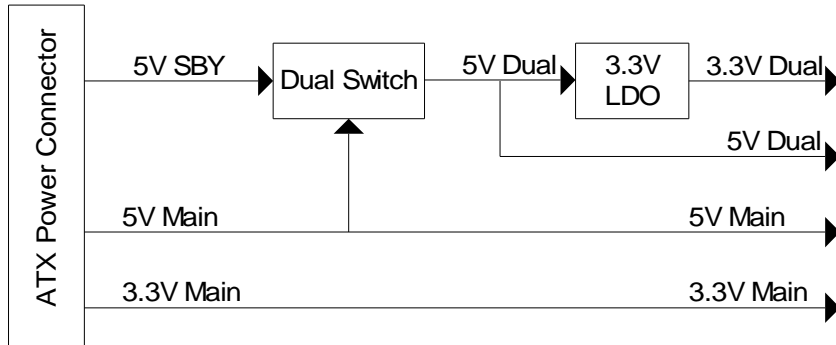 ATX Power Connector
5V SBY
Dual Switch
5V Dual
3.3V
LDO
3.3V Dual
5V Dual
5V Main
5V Main
3.3V Main
3.3V Main